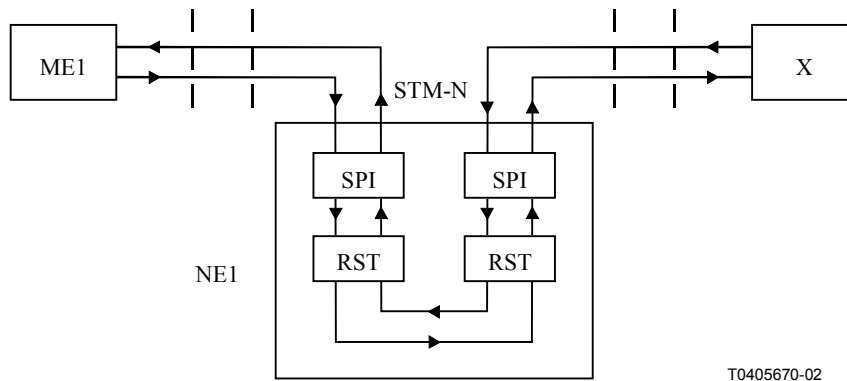 ME1
X
STM-N
SPI
SPI
RST
RST
NE1
T0405670-02